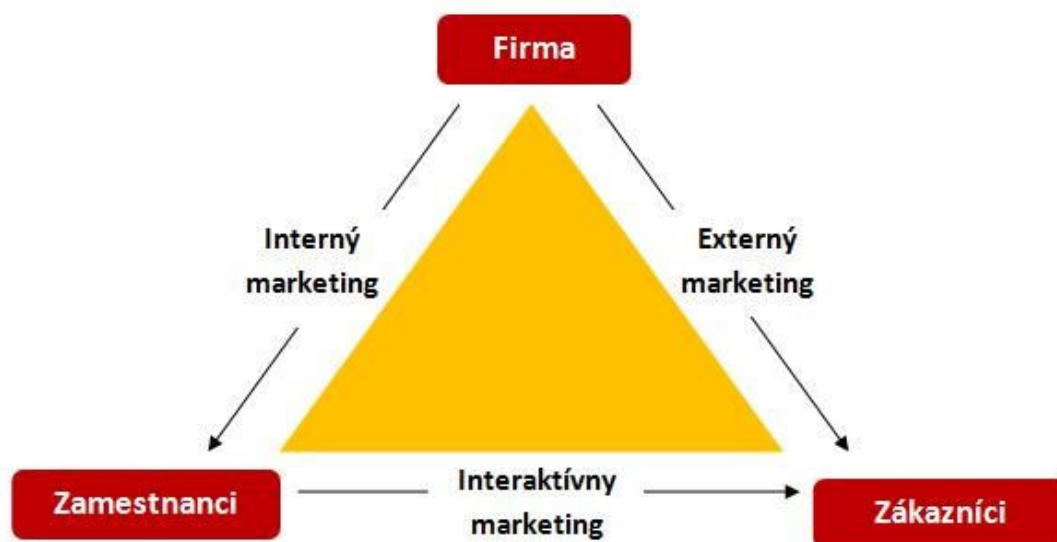 Firma
Interný
marketing
Externý
marketing
Zamestnanci
Interaktívny
marketing
Zákazníci